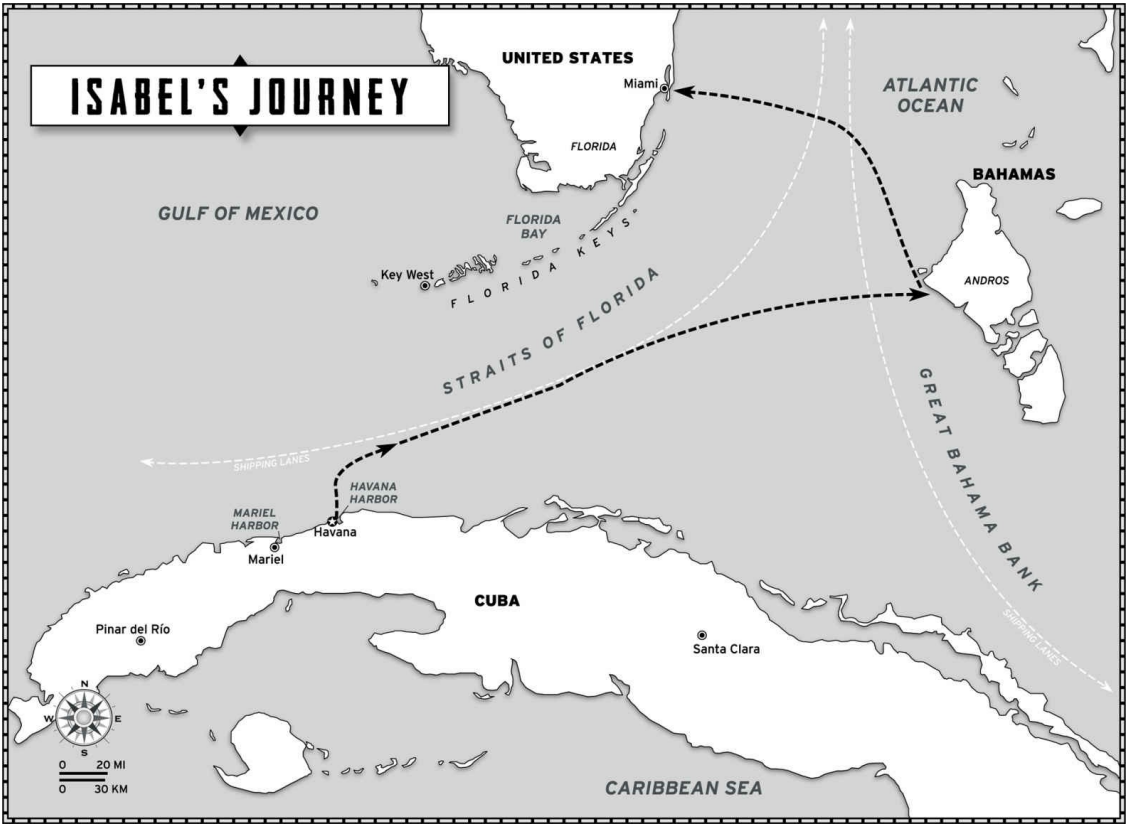 ISABEL'S JOURNEY
UNITED STATES
Miami
ATLANTIC
OCEAN
FLORIDA
BAHAMAS
GULF OF MEXICO
FLORIDA
BAY
FLORIDA KEYS
Key West
ANDROS
STRAITS OF FLORIDA
GREAT BAHAMA BANK
SHIPPING LANES
HAVANA
HARBOR
MARIEL
HARBOR
Havana
Mariel
CUBA
Pinar del Río
Santa Clara
SHIPPING LANES
N
W E
S
0 20 MI
0 30 KM
CARIBBEAN SEA